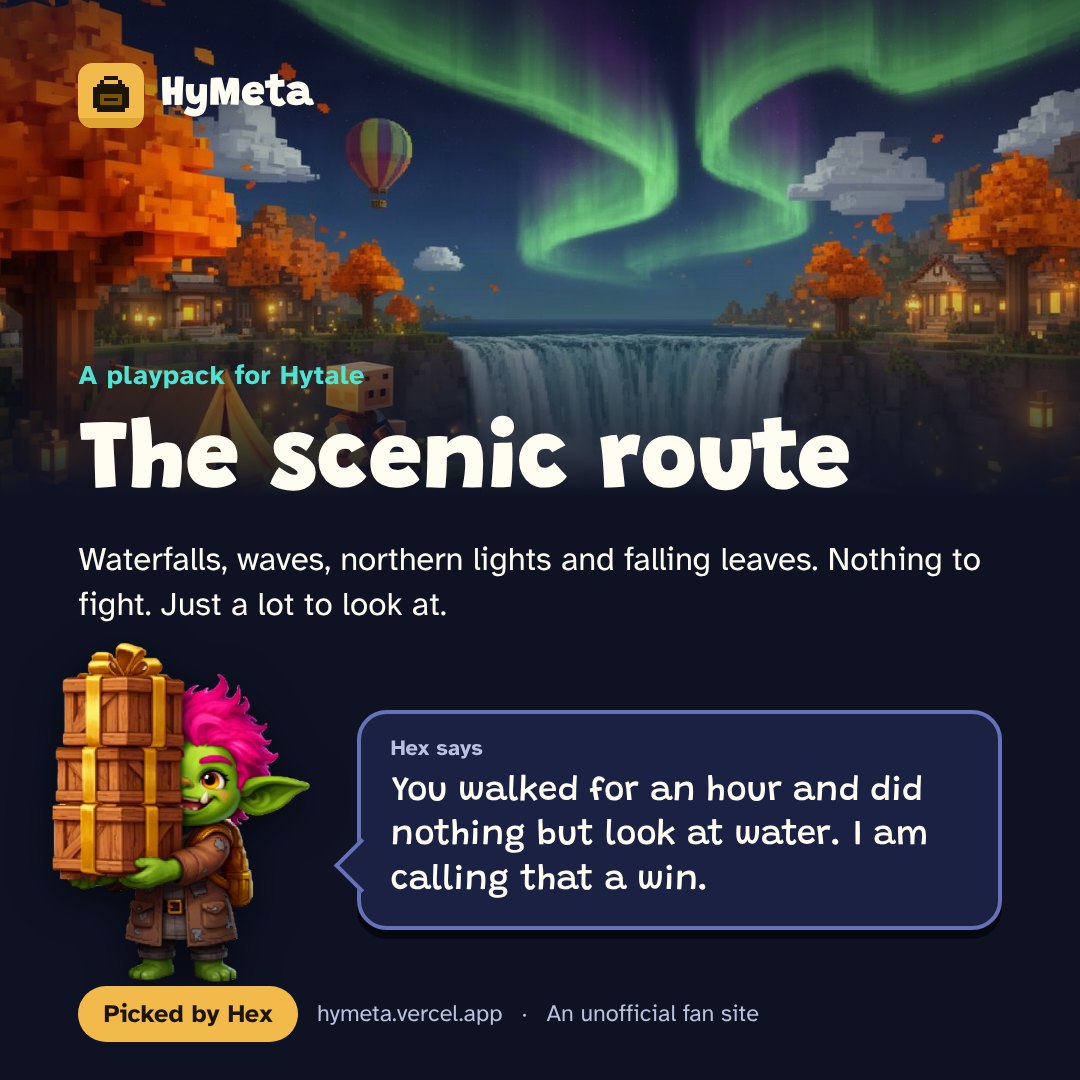 HyMeta
A playpack for Hytale
The scenic route
Waterfalls, waves, northern lights and falling leaves. Nothing to
fight. Just a lot to look at.
Hex says
You walked for an hour and did
nothing but look at water. I am
calling that a win.
Picked by Hex
hymeta.vercel.app · An unofficial fan site